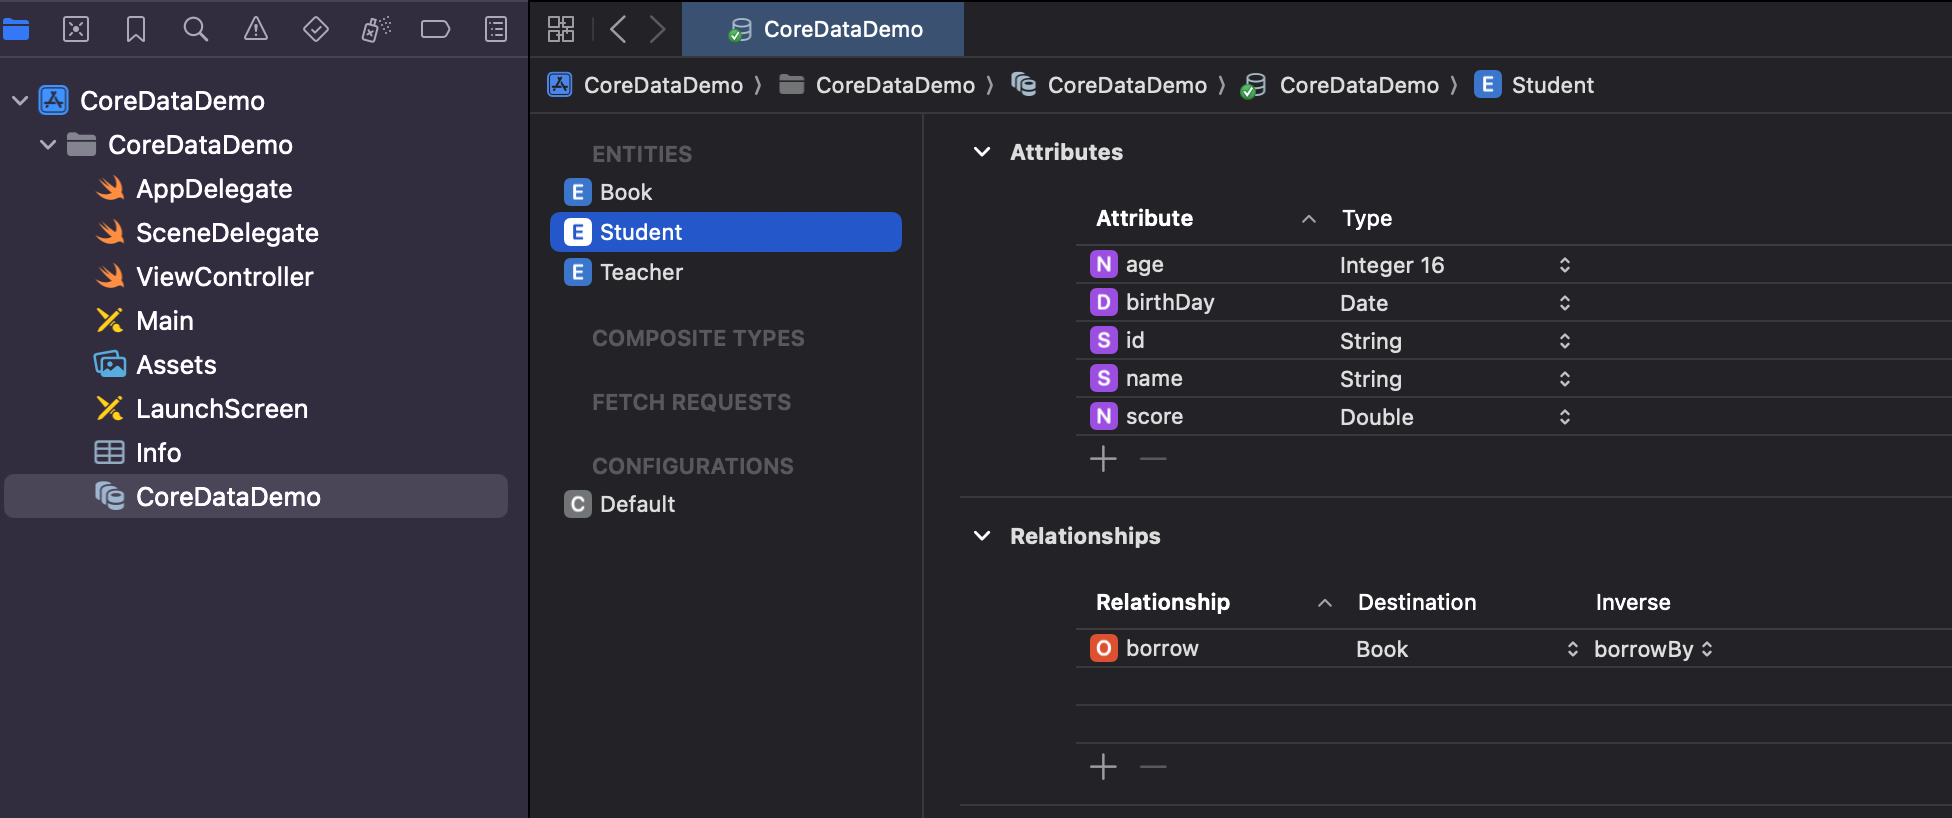 CoreDataDemo
CoreDataDemo
CoreDataDemo
AppDelegate
SceneDelegate
ViewController
Main
Assets
LaunchScreen
Info
CoreDataDemo
CoreDataDemo 〉 CoreDataDemo 〉 CoreDataDemo 〉 CoreDataDemo 〉 E Student
ENTITIES
E Book
E Student
E Teacher
COMPOSITE TYPES
FETCH REQUESTS
CONFIGURATIONS
C Default
Attributes
Attribute Type
N age Integer 16
D birthDay Date
S id String
S name String
N score Double
Relationships
Relationship Destination Inverse
O borrow Book borrowBy